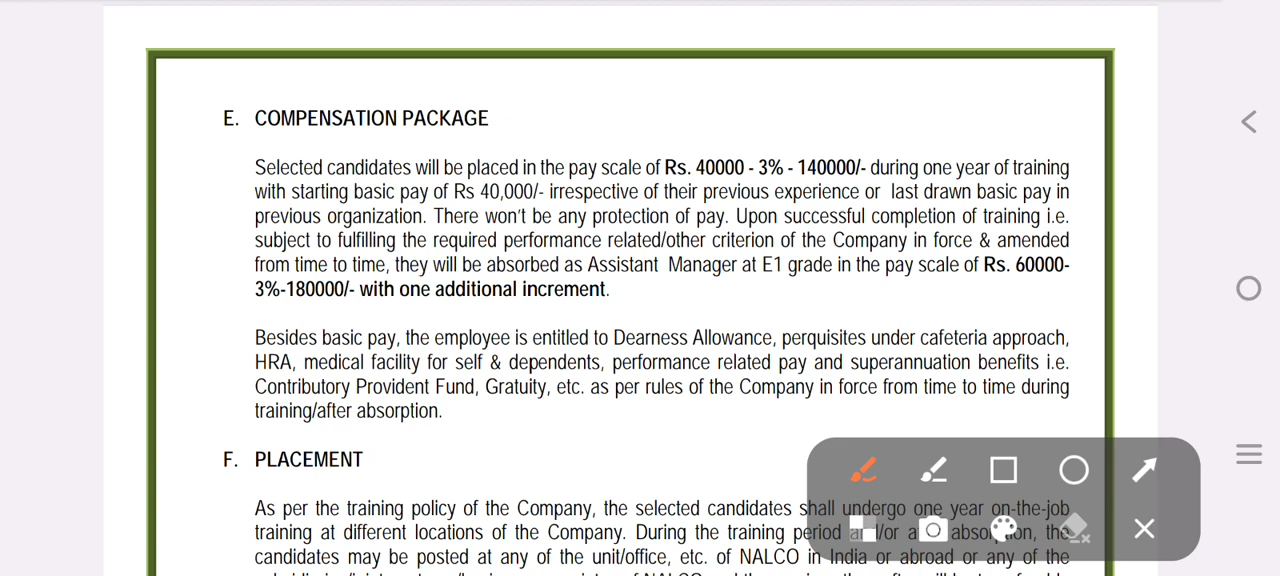 E. COMPENSATION PACKAGE
Selected candidates will be placed in the pay scale of Rs. 40000 - 3% - 140000/- during one year of training
with starting basic pay of Rs 40,000/- irrespective of their previous experience or last drawn basic pay in
previous organization. There won't be any protection of pay. Upon successful completion of training i.e.
subject to fulfilling the required performance related/other criterion of the Company in force & amended
from time to time, they will be absorbed as Assistant Manager at E1 grade in the pay scale of Rs. 60000-
3%-180000/- with one additional increment.
Besides basic pay, the employee is entitled to Dearness Allowance, perquisites under cafeteria approach,
HRA, medical facility for self & dependents, performance related pay and superannuation benefits i.e.
Contributory Provident Fund, Gratuity, etc. as per rules of the Company in force from time to time during
training/after absorption.
F. PLACEMENT
As per the training policy of the Company, the selected candidates shall undergo one year on-the-job
training at different locations of the Company. During the training period the
candidates may be posted at any of the unit/office, etc. of NALCO in India or abroad or any of the